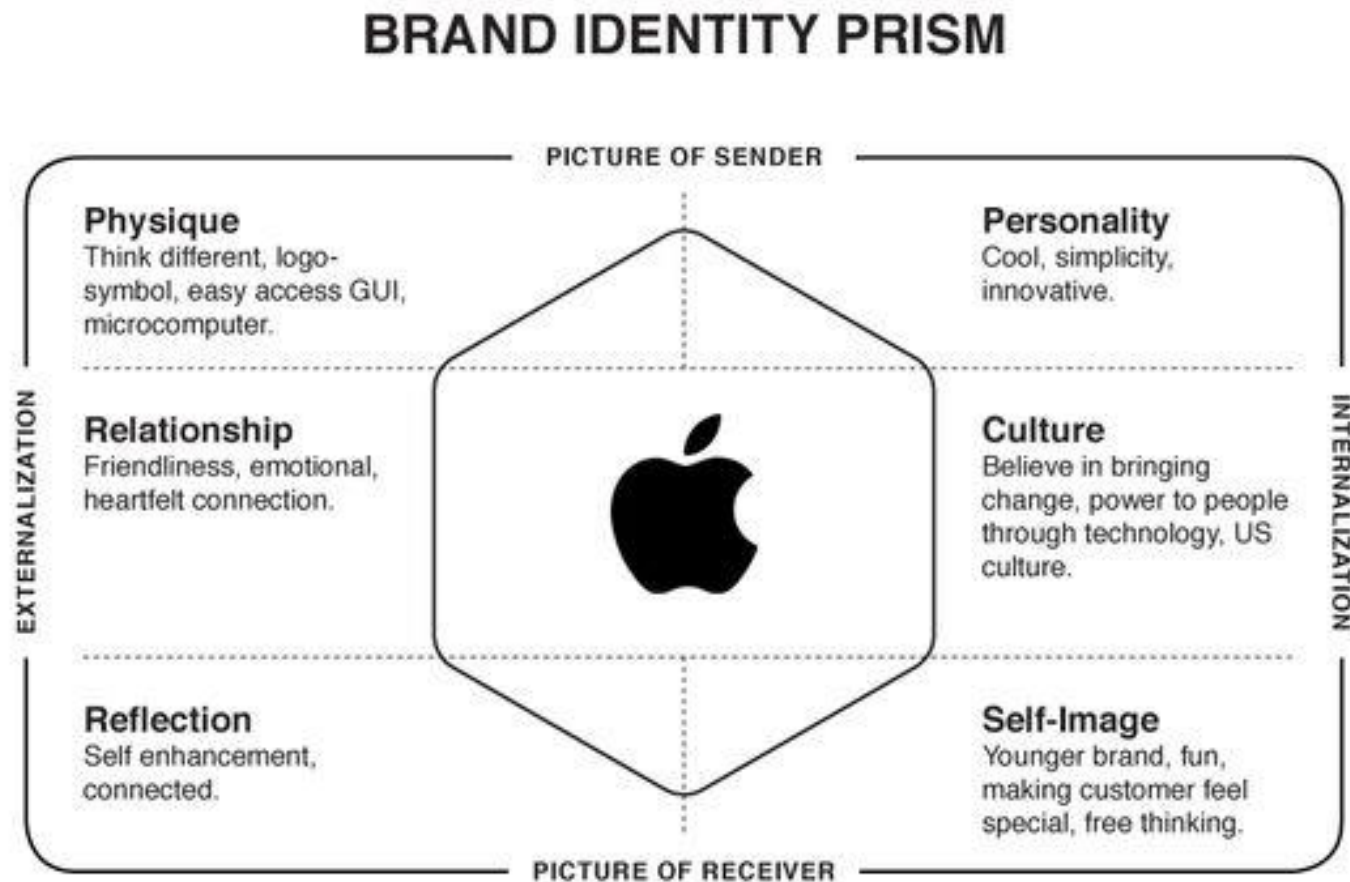 BRAND IDENTITY PRISM
PICTURE OF SENDER
Physique
Think different, logo-
symbol, easy access GUI,
microcomputer.
Personality
Cool, simplicity,
innovative.
EXTERNALIZATION
Relationship
Friendliness, emotional,
heartfelt connection.
Culture
Believe in bringing
change, power to people
through technology, US
culture.
INTERNALIZATION
Reflection
Self enhancement,
connected.
Self-Image
Younger brand, fun,
making customer feel
special, free thinking.
PICTURE OF RECEIVER